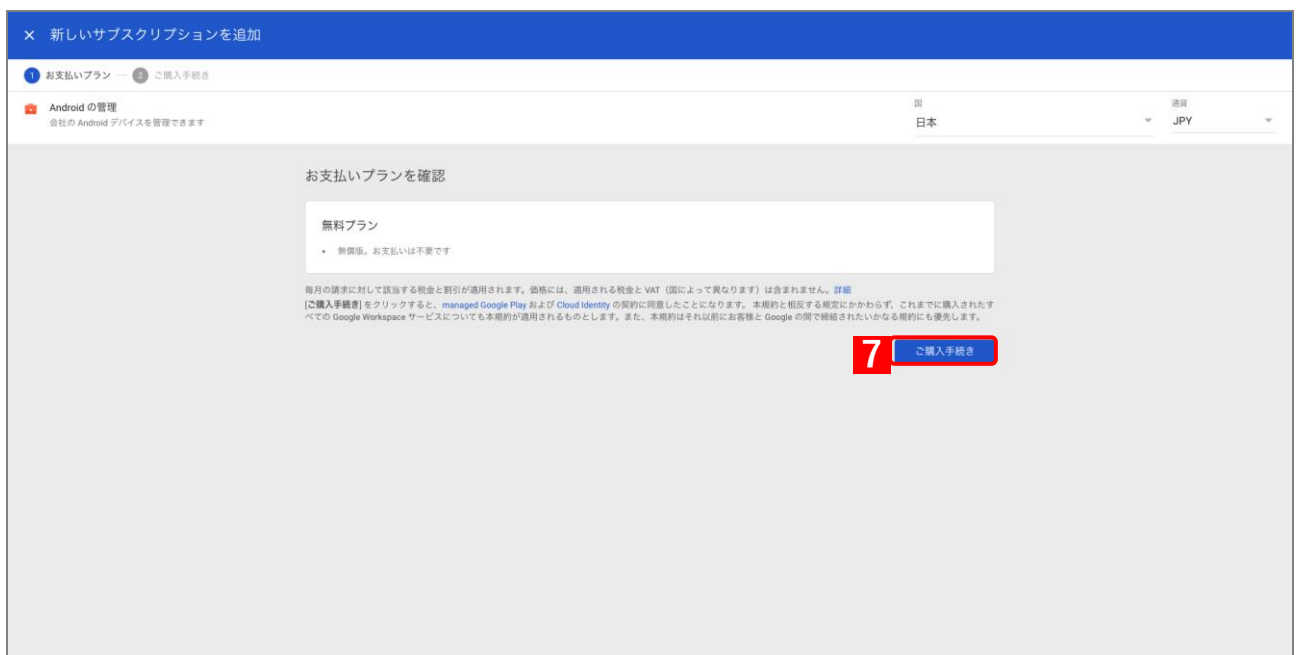 × 新しいサブスクリプションを追加
1 お支払いプラン — 2 ご購入手続き
Android の管理
会社の Android デバイスを管理できます
国
日本
通貨
JPY
お支払いプランを確認
無料プラン
• 無償版。お支払いは不要です
毎月の請求に対して該当する税金と割引が適用されます。価格には、適用される税金と VAT（国によって異なります）は含まれません。詳細
[ご購入手続き] をクリックすると、managed Google Play および Cloud Identity の契約に同意したことになります。 本規約と相反する規定にかかわらず、これまでに購入されたす
べての Google Workspace サービスについても本規約が適用されるものとします。また、本規約はそれ以前にお客様と Google の間で締結されたいかなる規約にも優先します。
7 ご購入手続き